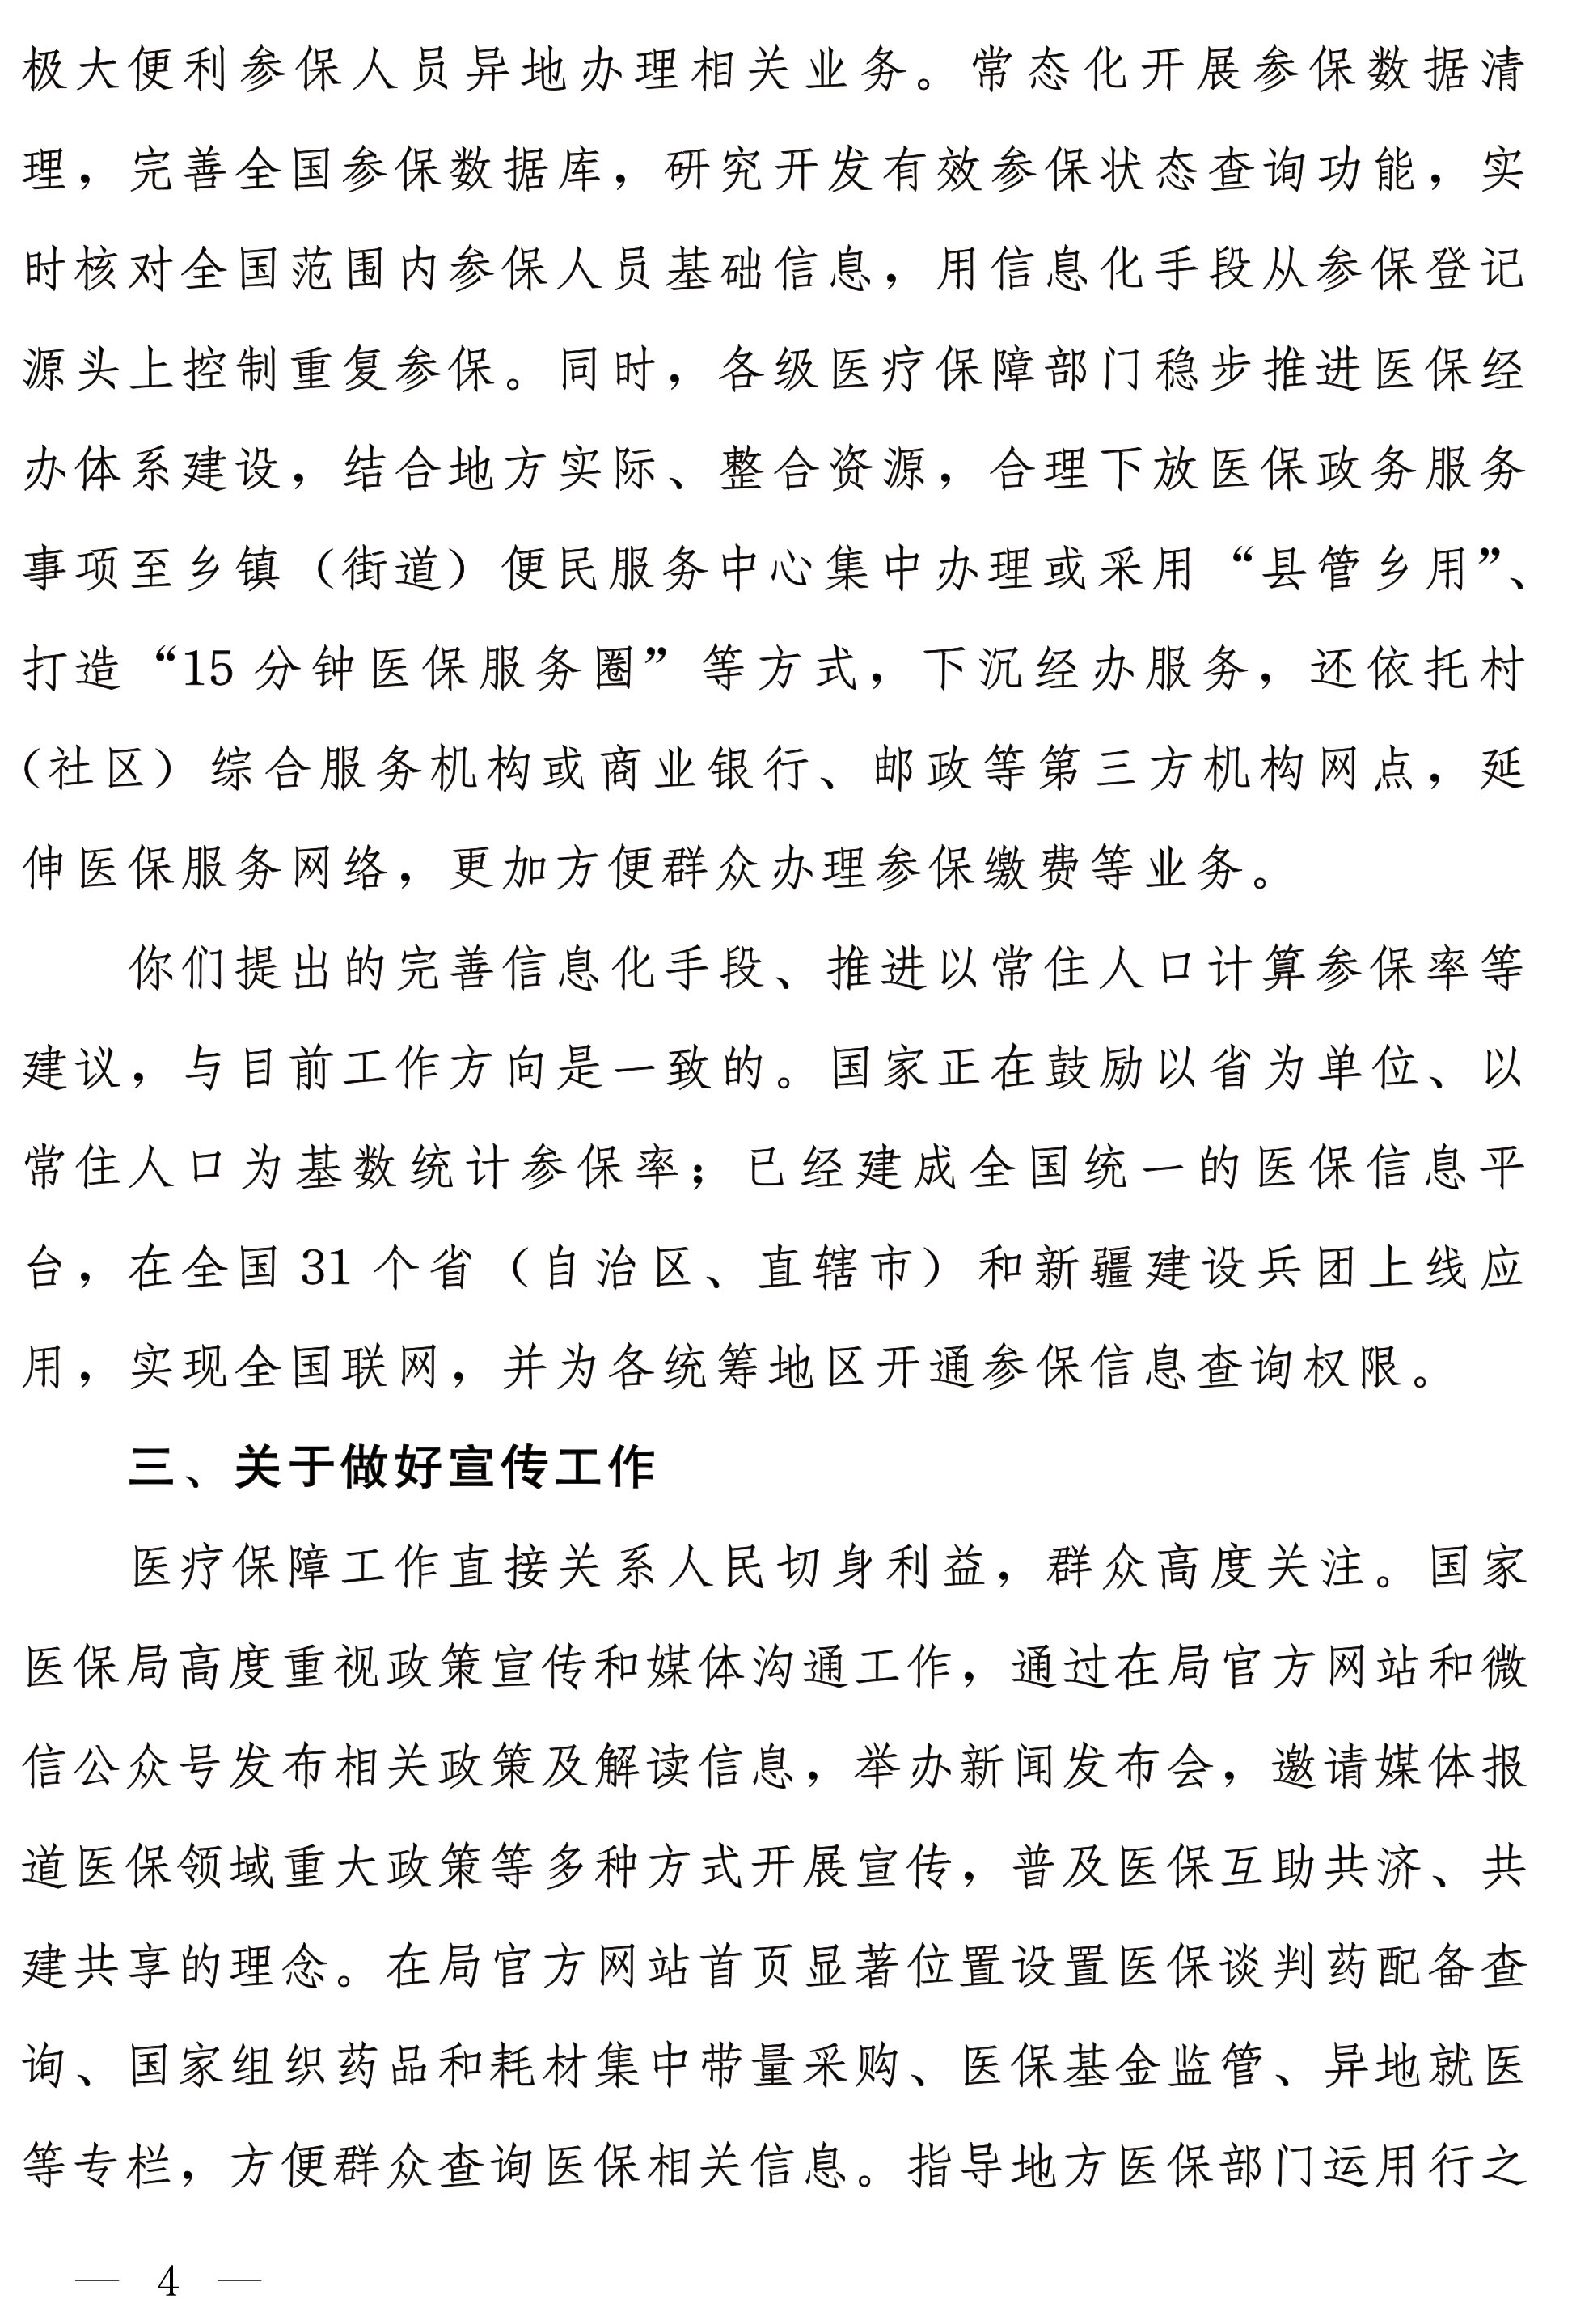 极大便利参保人员异地办理相关业务。常态化开展参保数据清
理，完善全国参保数据库，研究开发有效参保状态查询功能，实
时核对全国范围内参保人员基础信息，用信息化手段从参保登记
源头上控制重复参保。同时，各级医疗保障部门稳步推进医保经
办体系建设，结合地方实际、整合资源，合理下放医保政务服务
事项至乡镇（街道）便民服务中心集中办理或采用“县管乡用”、
打造“15 分钟医保服务圈”等方式，下沉经办服务，还依托村
（社区）综合服务机构或商业银行、邮政等第三方机构网点，延
伸医保服务网络，更加方便群众办理参保缴费等业务。
你们提出的完善信息化手段、推进以常住人口计算参保率等
建议，与目前工作方向是一致的。国家正在鼓励以省为单位、以
常住人口为基数统计参保率；已经建成全国统一的医保信息平
台，在全国 31 个省（自治区、直辖市）和新疆建设兵团上线应
用，实现全国联网，并为各统筹地区开通参保信息查询权限。
三、关于做好宣传工作
医疗保障工作直接关系人民切身利益，群众高度关注。国家
医保局高度重视政策宣传和媒体沟通工作，通过在局官方网站和微
信公众号发布相关政策及解读信息，举办新闻发布会，邀请媒体报
道医保领域重大政策等多种方式开展宣传，普及医保互助共济、共
建共享的理念。在局官方网站首页显著位置设置医保谈判药配备查
询、国家组织药品和耗材集中带量采购、医保基金监管、异地就医
等专栏，方便群众查询医保相关信息。指导地方医保部门运用行之
— 4 —